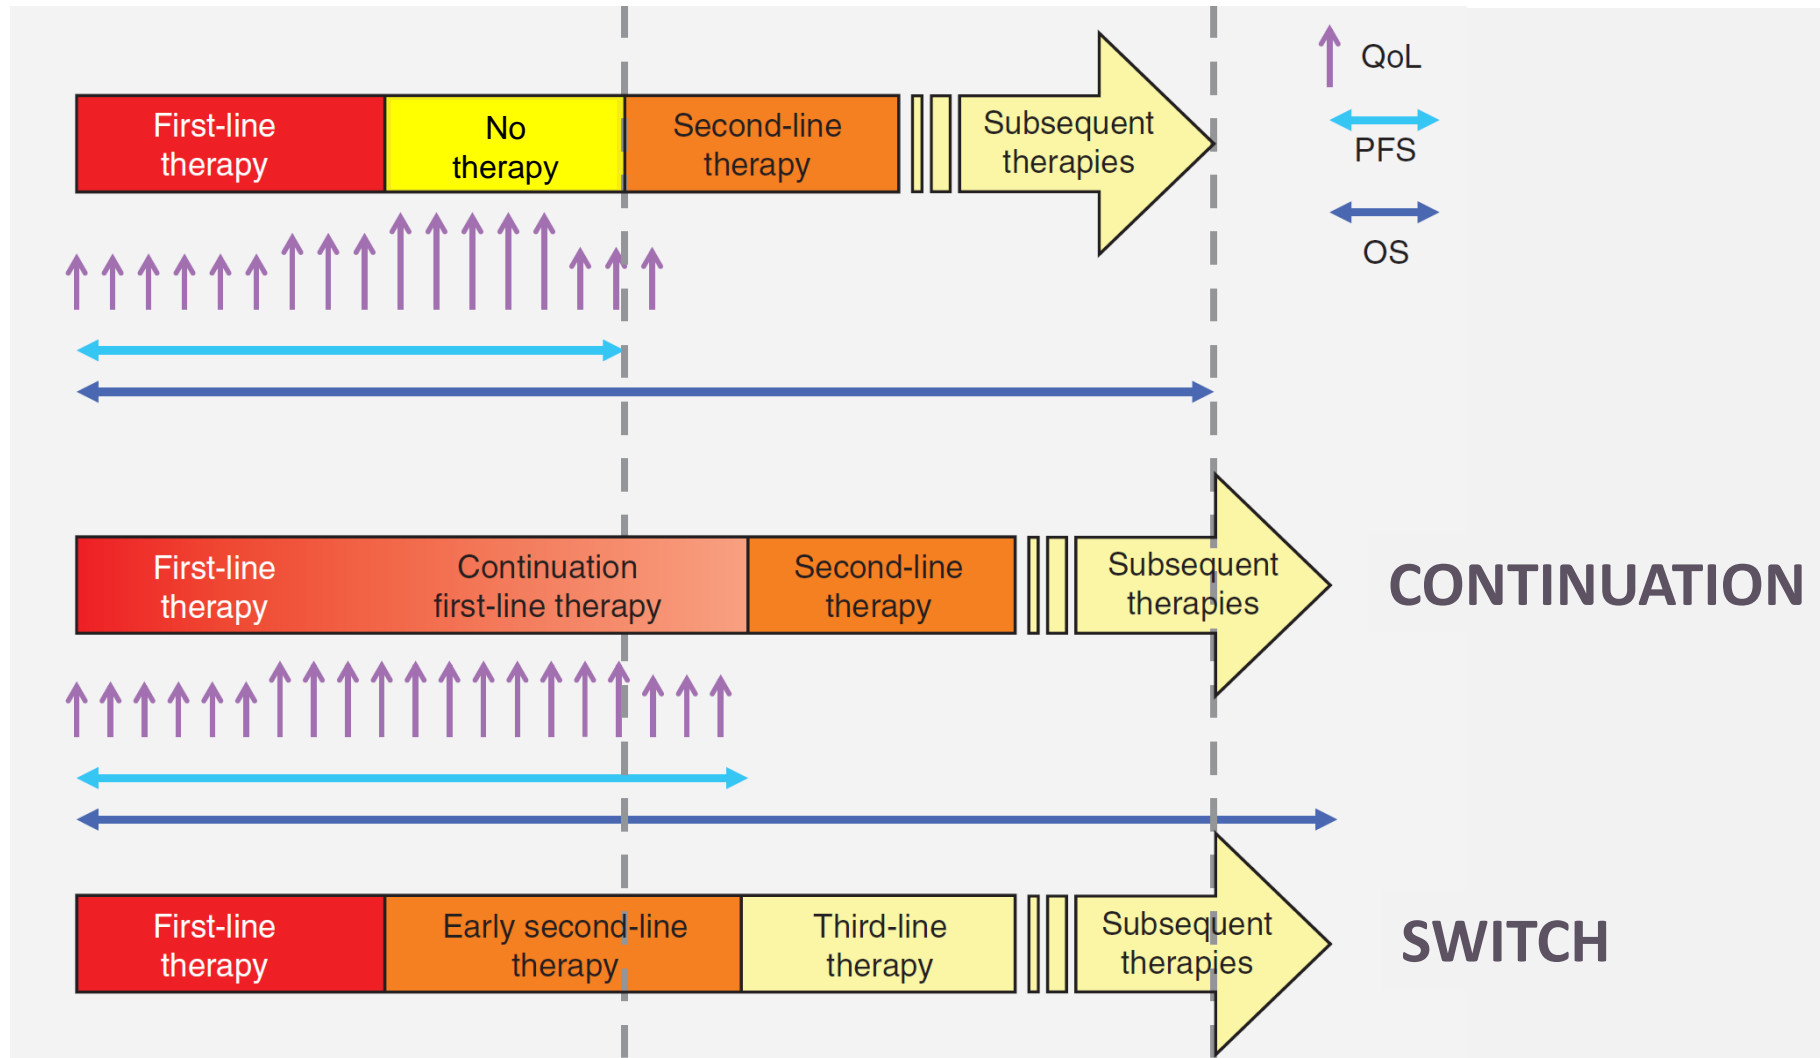 First-line
therapy
No
therapy
Second-line
therapy
Subsequent
therapies
QoL
PFS
OS
First-line
therapy
Continuation
first-line therapy
Second-line
therapy
Subsequent
therapies
CONTINUATION
First-line
therapy
Early second-line
therapy
Third-line
therapy
Subsequent
therapies
SWITCH